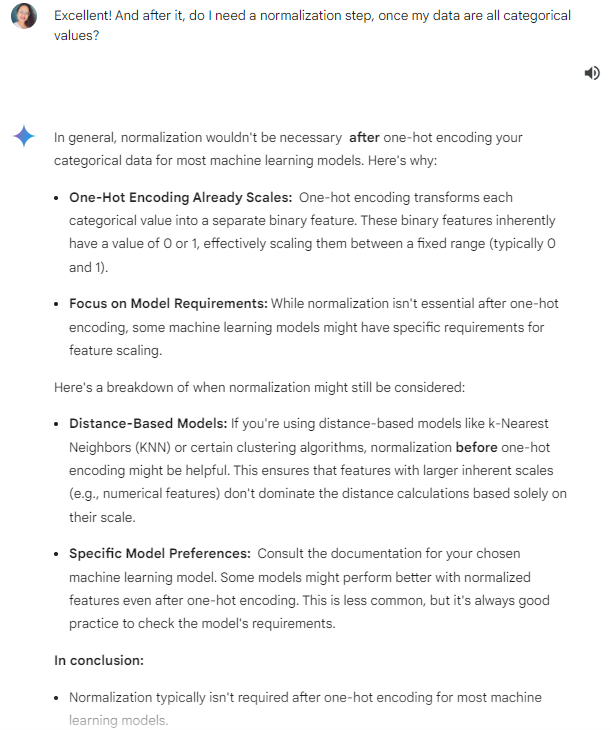 Excellent! And after it, do I need a normalization step, once my data are all categorical
values?
In general, normalization wouldn't be necessary after one-hot encoding your
categorical data for most machine learning models. Here's why:
• One-Hot Encoding Already Scales: One-hot encoding transforms each
categorical value into a separate binary feature. These binary features inherently
have a value of 0 or 1, effectively scaling them between a fixed range (typically 0
and 1).
• Focus on Model Requirements: While normalization isn't essential after one-hot
encoding, some machine learning models might have specific requirements for
feature scaling.
Here's a breakdown of when normalization might still be considered:
• Distance-Based Models: If you're using distance-based models like k-Nearest
Neighbors (KNN) or certain clustering algorithms, normalization before one-hot
encoding might be helpful. This ensures that features with larger inherent scales
(e.g., numerical features) don't dominate the distance calculations based solely on
their scale.
• Specific Model Preferences: Consult the documentation for your chosen
machine learning model. Some models might perform better with normalized
features even after one-hot encoding. This is less common, but it's always good
practice to check the model's requirements.
In conclusion:
• Normalization typically isn't required after one-hot encoding for most machine
learning models.